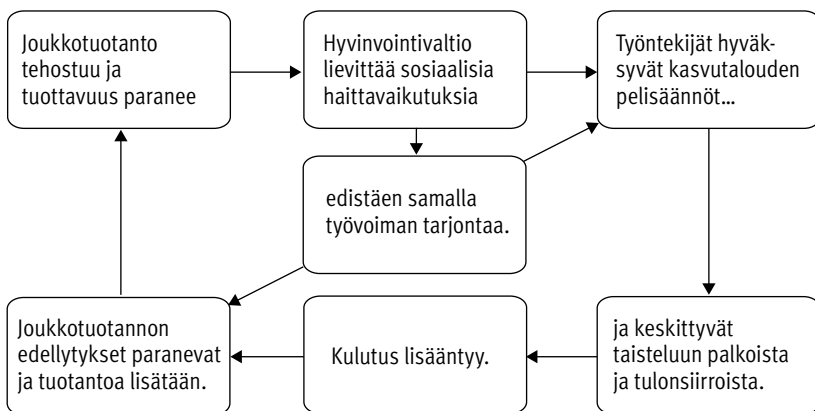 Joukkotuotanto
tehostuu ja
tuottavuus paranee
Hyvinvointivaltio
lievittää sosiaalisia
haittavaikutuksia
Työntekijät hyväk-
syvät kasvutalouden
pelisäännöt...
edistäen samalla
työvoiman tarjontaa.
Joukkotuotannon
edellytykset paranevat
ja tuotantoa lisätään.
Kulutus lisääntyy.
ja keskittyvät
taisteluun palkoista
ja tulonsiirroista.